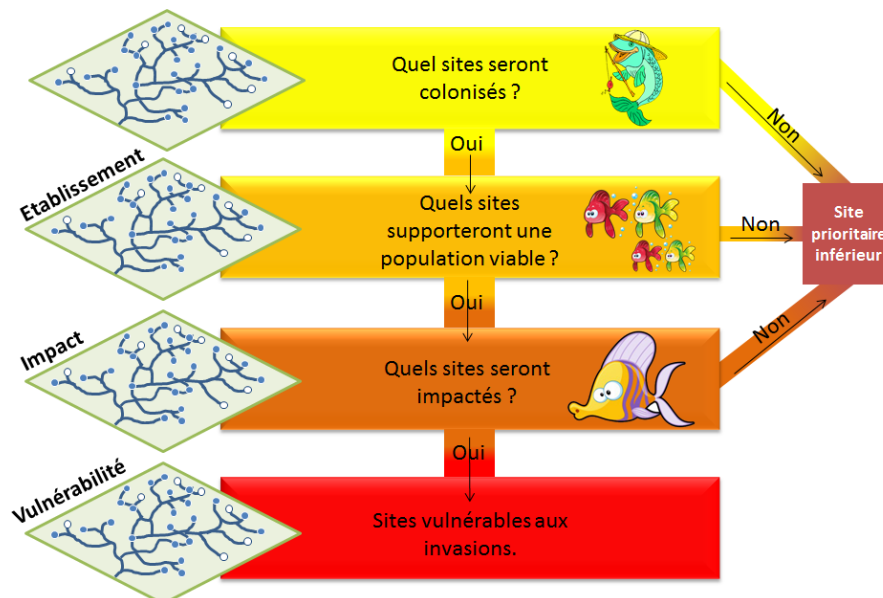 Quel sites seront
colonisés ?
Oui
Non
Etablissement
Quels sites
supporteront une
population viable ?
Non
Site
prioritaire
inférieur
Oui
Impact
Quels sites seront
impactés ?
Non
Oui
Vulnérabilité
Sites vulnérables aux
invasions.